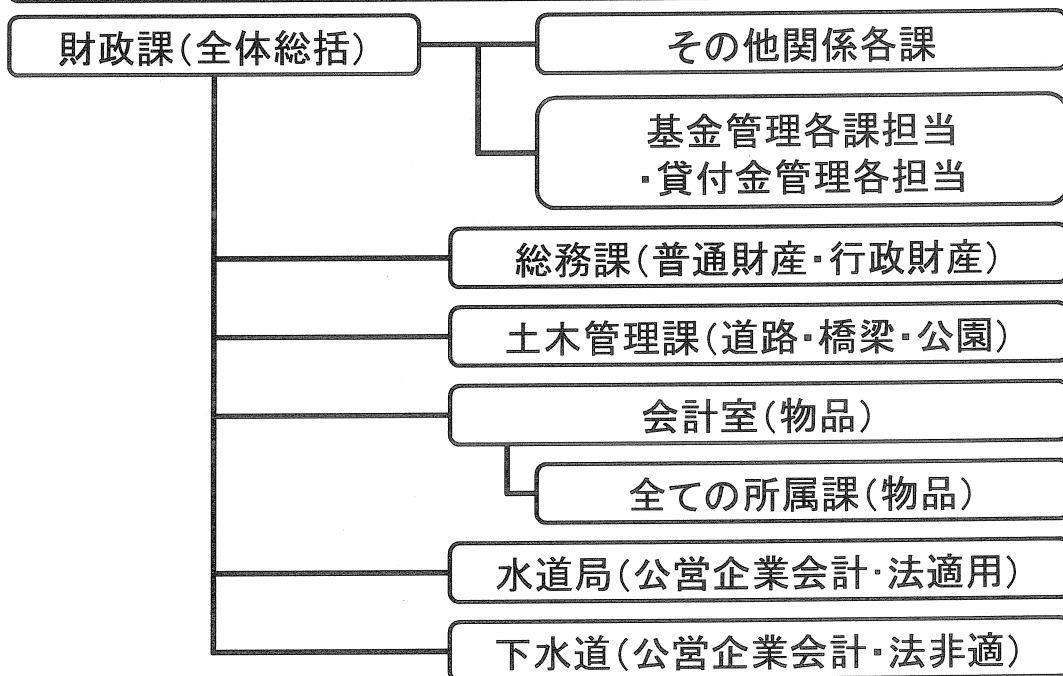 財政課（全体総括）
その他関係各課
基金管理各課担当
・貸付金管理各担当
総務課（普通財産・行政財産）
土木管理課（道路・橋梁・公園）
会計室（物品）
全ての所属課（物品）
水道局（公営企業会計・法適用）
下水道（公営企業会計・法非適）